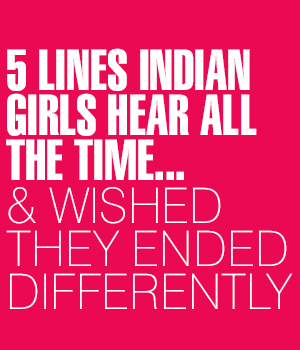 5 LINES INDIAN
GIRLS HEAR ALL
THE TIME...
& WISHED
THEY ENDED
DIFFERENTLY